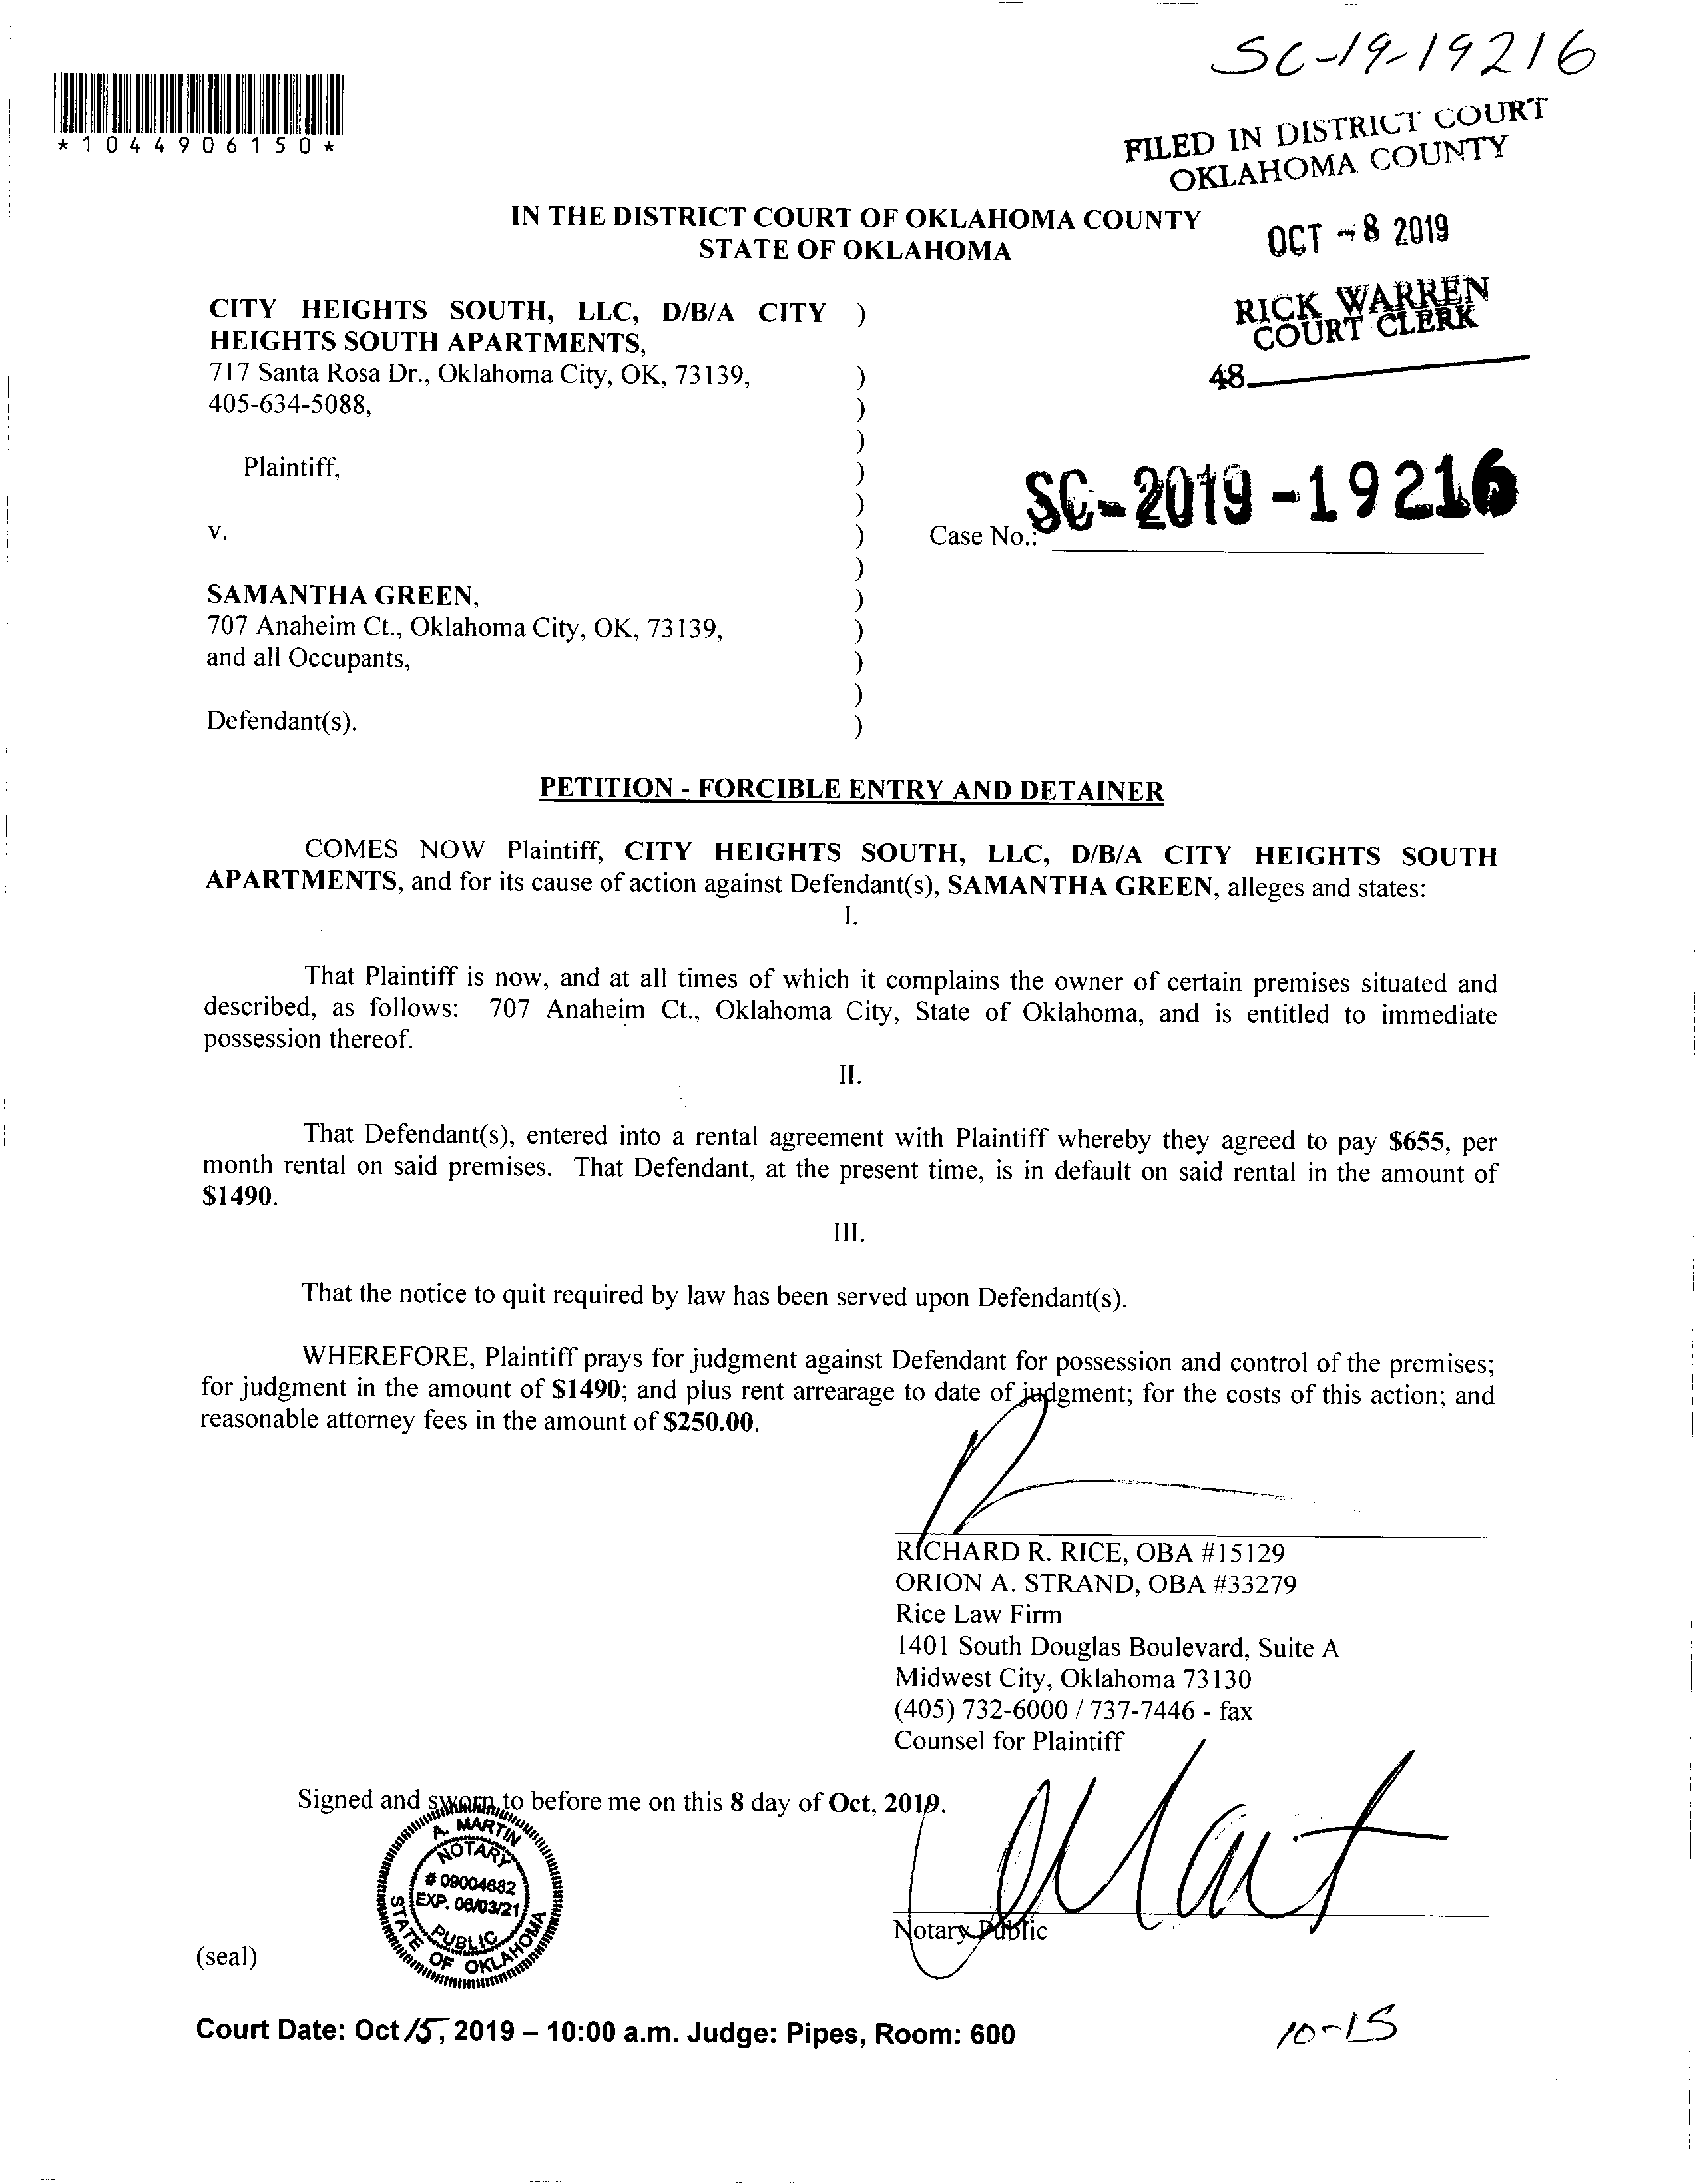 SC-19-19216
*1044906150*
FILED IN DISTRICT COURT
OKLAHOMA COUNTY
IN THE DISTRICT COURT OF OKLAHOMA COUNTY
STATE OF OKLAHOMA
OCT -8 2019
RICK WARREN
COURT CLERK
48
CITY HEIGHTS SOUTH, LLC, D/B/A CITY )
HEIGHTS SOUTH APARTMENTS,
717 Santa Rosa Dr., Oklahoma City, OK, 73139, )
405-634-5088, )
)
Plaintiff, )
)
v. ) Case No.: SC-2019-19216
)
SAMANTHA GREEN, )
707 Anaheim Ct., Oklahoma City, OK, 73139, )
and all Occupants, )
)
Defendant(s). )
PETITION - FORCIBLE ENTRY AND DETAINER
COMES NOW Plaintiff, CITY HEIGHTS SOUTH, LLC, D/B/A CITY HEIGHTS SOUTH
APARTMENTS, and for its cause of action against Defendant(s), SAMANTHA GREEN, alleges and states:
I.
That Plaintiff is now, and at all times of which it complains the owner of certain premises situated and
described, as follows: 707 Anaheim Ct., Oklahoma City, State of Oklahoma, and is entitled to immediate
possession thereof.
II.
That Defendant(s), entered into a rental agreement with Plaintiff whereby they agreed to pay $655, per
month rental on said premises. That Defendant, at the present time, is in default on said rental in the amount of
$1490.
III.
That the notice to quit required by law has been served upon Defendant(s).
WHEREFORE, Plaintiff prays for judgment against Defendant for possession and control of the premises;
for judgment in the amount of $1490; and plus rent arrearage to date of judgment; for the costs of this action; and
reasonable attorney fees in the amount of $250.00.
RICHARD R. RICE, OBA #15129
ORION A. STRAND, OBA #33279
Rice Law Firm
1401 South Douglas Boulevard, Suite A
Midwest City, Oklahoma 73130
(405) 732-6000 / 737-7446 - fax
Counsel for Plaintiff
Signed and sworn to before me on this 8 day of Oct, 2019.
A. MARTIN
NOTARY
# 09004682
EXP. 06/03/21
PUBLIC
STATE OF OKLAHOMA
Notary Public
(seal)
Court Date: Oct 15, 2019 – 10:00 a.m. Judge: Pipes, Room: 600
10-15